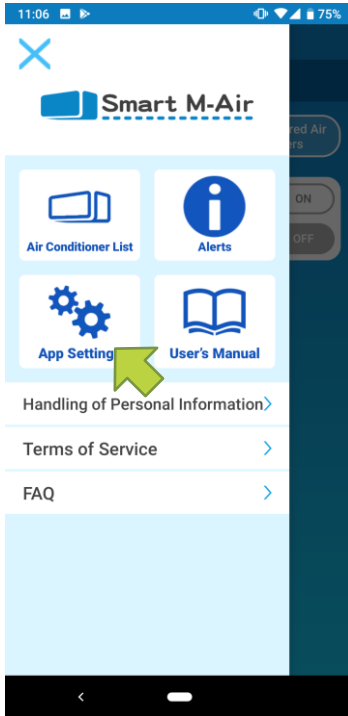 11:06
75%
Smart M-Air
Air Conditioner List
Alerts
App Setting
User's Manual
ON
OFF
Handling of Personal Information
Terms of Service
FAQ